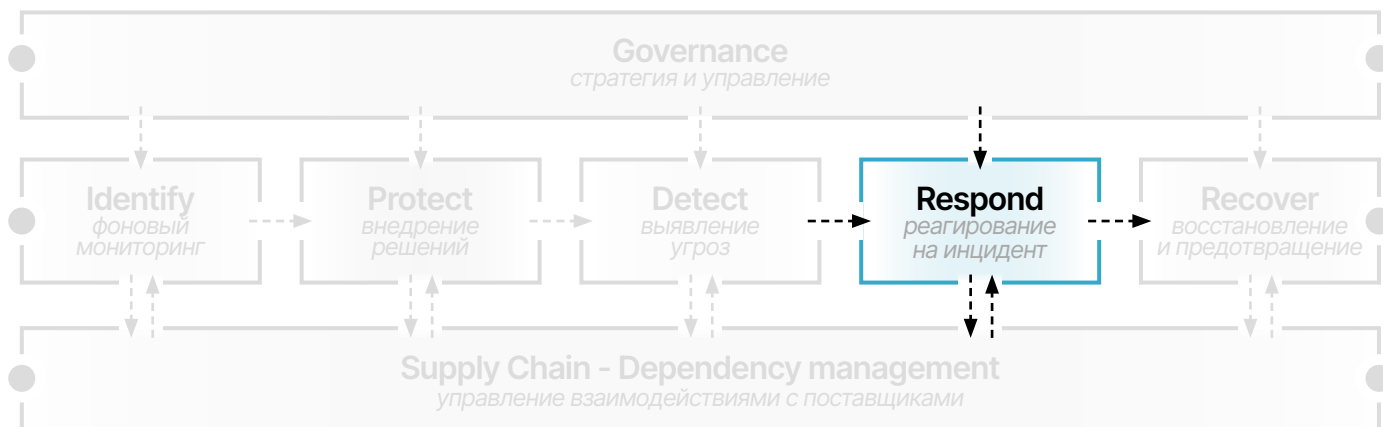 Governance
стратегия и управление
Identify
фоновый
мониторинг
Protect
внедрение
решений
Detect
выявление
угроз
Respond
реагирование
на инцидент
Recover
восстановление
и предотвращение
Supply Chain - Dependency management
управление взаимодействиями с поставщиками